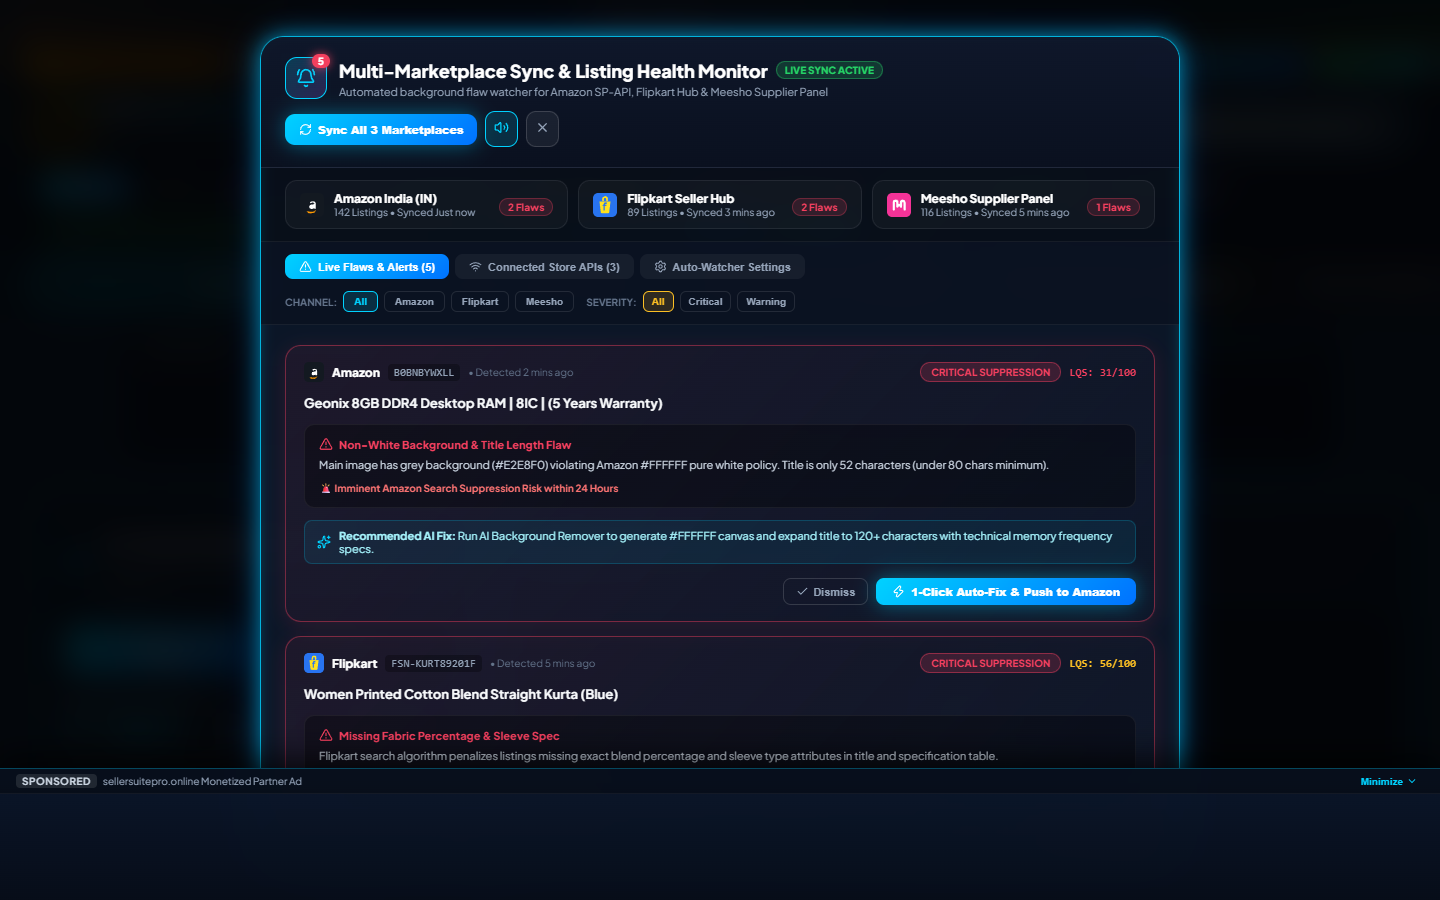 5
Multi-Marketplace Sync & Listing Health Monitor
LIVE SYNC ACTIVE
Automated background flaw watcher for Amazon SP-API, Flipkart Hub & Meesho Supplier Panel
Sync All 3 Marketplaces
Amazon India (IN)
142 Listings • Synced Just now
2 Flaws
Flipkart Seller Hub
89 Listings • Synced 3 mins ago
2 Flaws
Meesho Supplier Panel
116 Listings • Synced 5 mins ago
1 Flaws
Live Flaws & Alerts (5)
Connected Store APIs (3)
Auto-Watcher Settings
CHANNEL: All Amazon Flipkart Meesho SEVERITY: All Critical Warning
Amazon B0BNBYWXLL • Detected 2 mins ago
CRITICAL SUPPRESSION LQS: 31/100
Geonix 8GB DDR4 Desktop RAM | 8IC | (5 Years Warranty)
Non-White Background & Title Length Flaw
Main image has grey background (#E2E8F0) violating Amazon #FFFFFF pure white policy. Title is only 52 characters (under 80 chars minimum).
🚨 Imminent Amazon Search Suppression Risk within 24 Hours
Recommended AI Fix: Run AI Background Remover to generate #FFFFFF canvas and expand title to 120+ characters with technical memory frequency
specs.
Dismiss
1-Click Auto-Fix & Push to Amazon
Flipkart FSN-KURT89201F • Detected 5 mins ago
CRITICAL SUPPRESSION LQS: 56/100
Women Printed Cotton Blend Straight Kurta (Blue)
Missing Fabric Percentage & Sleeve Spec
Flipkart search algorithm penalizes listings missing exact blend percentage and sleeve type attributes in title and specification table.
SPONSORED sellersuitepro.online Monetized Partner Ad
Minimize